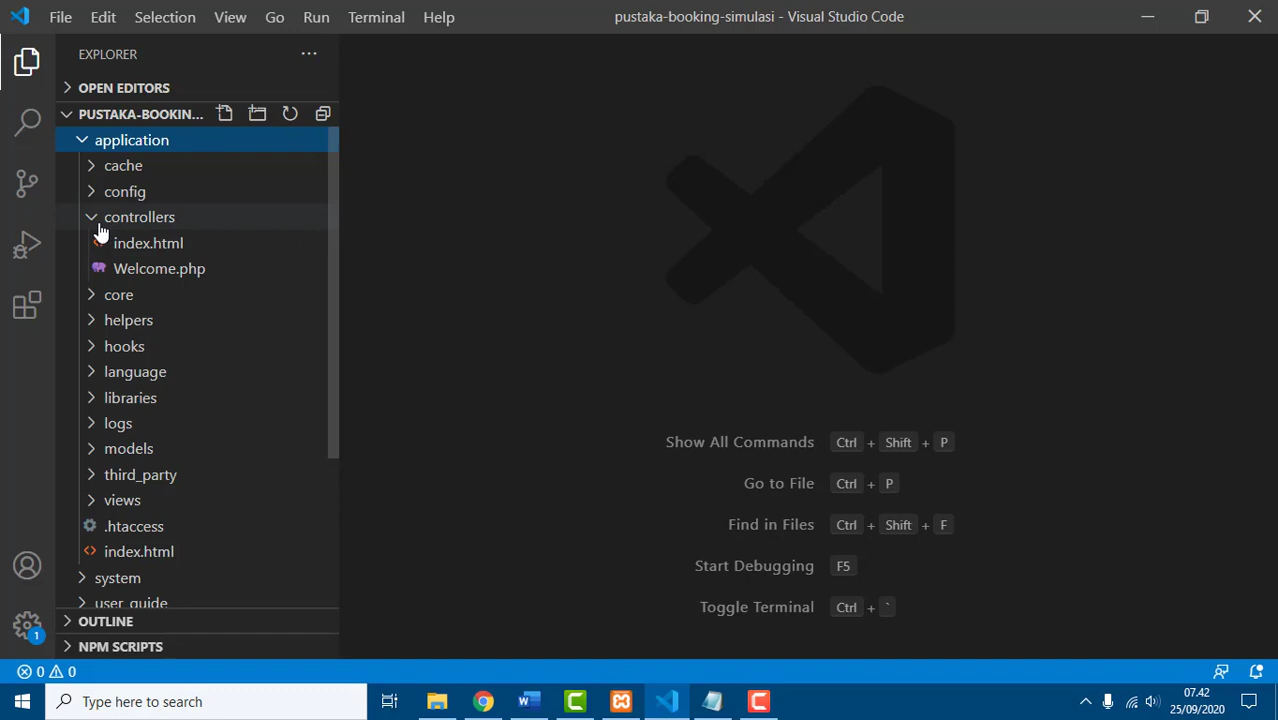 File Edit Selection View Go Run Terminal Help pustaka-booking-simulasi - Visual Studio Code
EXPLORER
OPEN EDITORS
PUSTAKA-BOOKIN...
application
cache
config
controllers
index.html
Welcome.php
core
helpers
hooks
language
libraries
logs
models
third_party
views
.htaccess
index.html
system
user_guide
OUTLINE
NPM SCRIPTS
Show All Commands Ctrl + Shift + P
Go to File Ctrl + P
Find in Files Ctrl + Shift + F
Start Debugging F5
Toggle Terminal Ctrl + `
1
0 0
Type here to search
07.42
25/09/2020